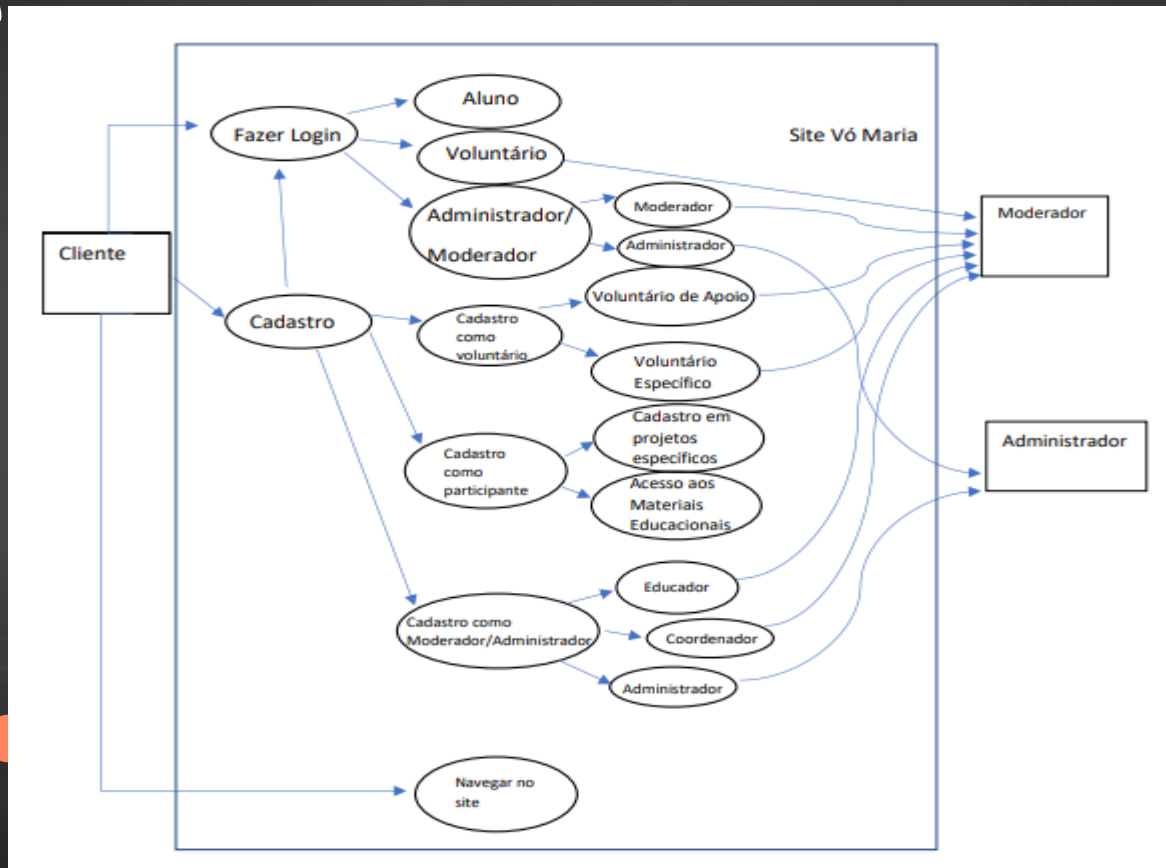 Aluno
Fazer Login
Voluntário
Site Vó Maria
Administrador/
Moderador
Moderador
Administrador
Moderador
Cliente
Cadastro
Cadastro
como
voluntário
Voluntário de Apoio
Voluntário
Específico
Administrador
Cadastro
como
participante
Cadastro em
projetos
específicos
Acesso aos
Materiais
Educacionais
Cadastro como
Moderador/Administrador
Educador
Coordenador
Administrador
Navegar no
site